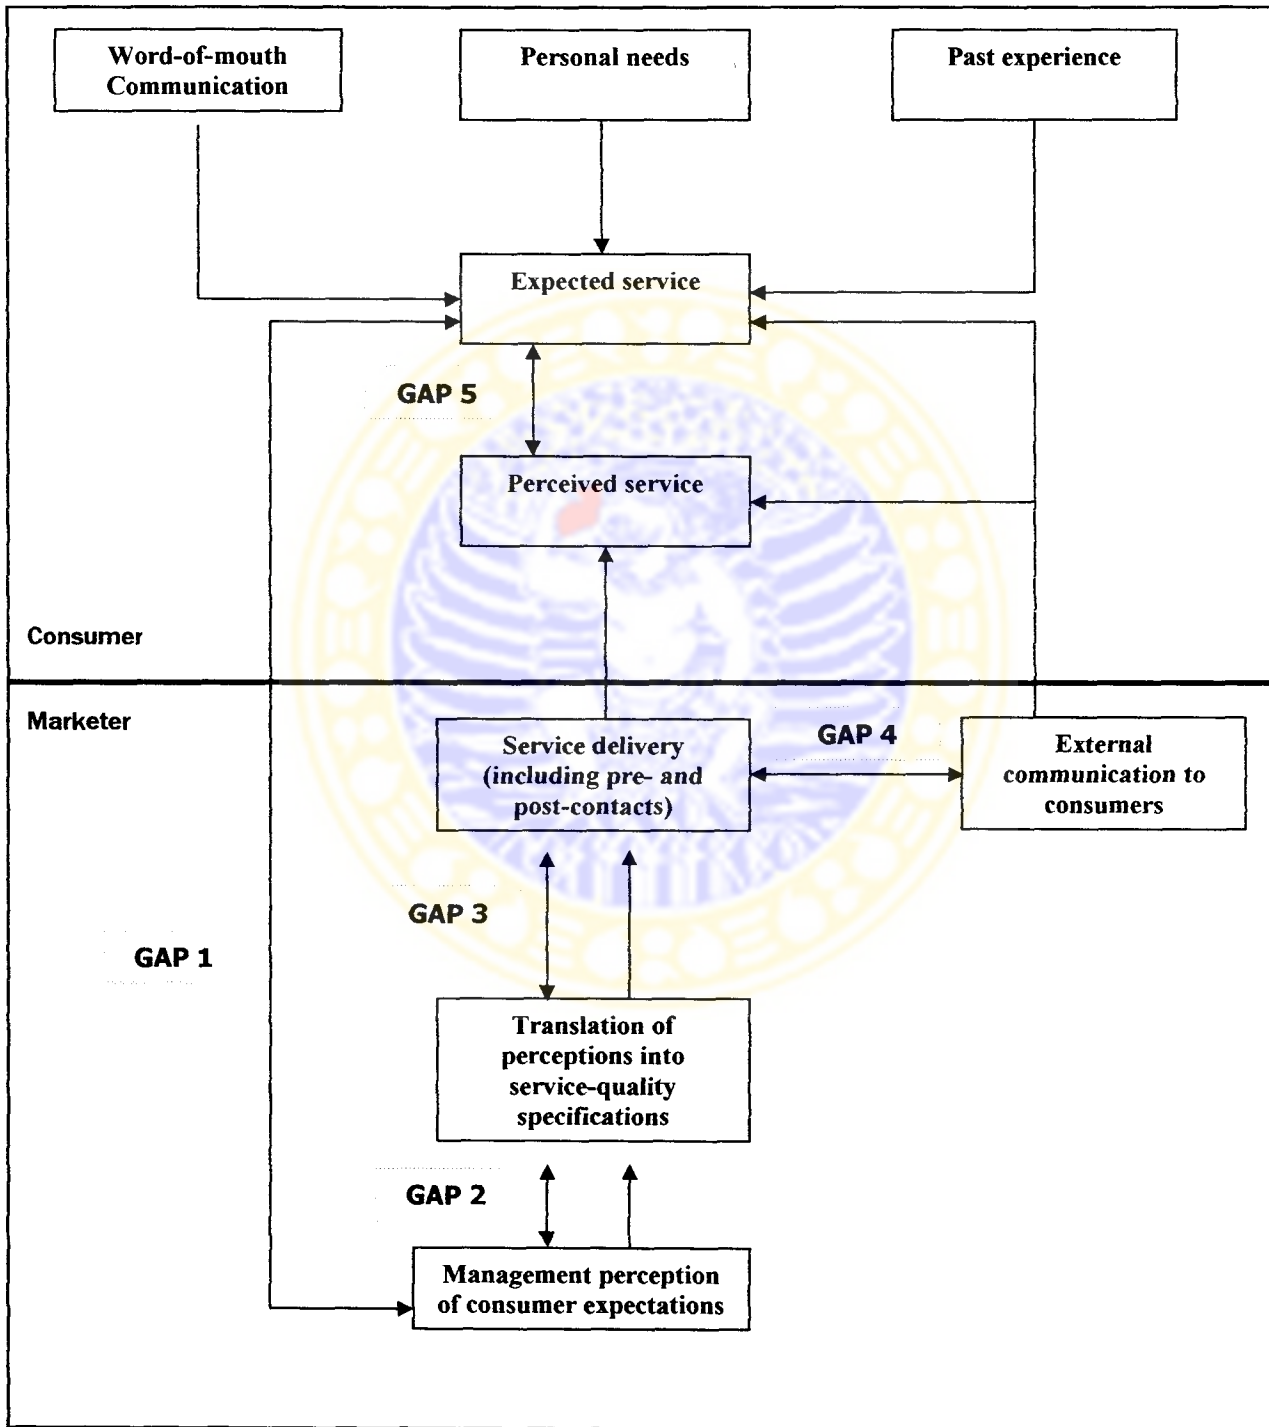 Word-of-mouth
Communication
Personal needs
Past experience
Expected service
GAP 5
Perceived service
Consumer
Marketer
Service delivery
(including pre- and
post-contacts)
GAP 4
External
communication to
consumers
GAP 3
GAP 1
Translation of
perceptions into
service-quality
specifications
GAP 2
Management perception
of consumer expectations